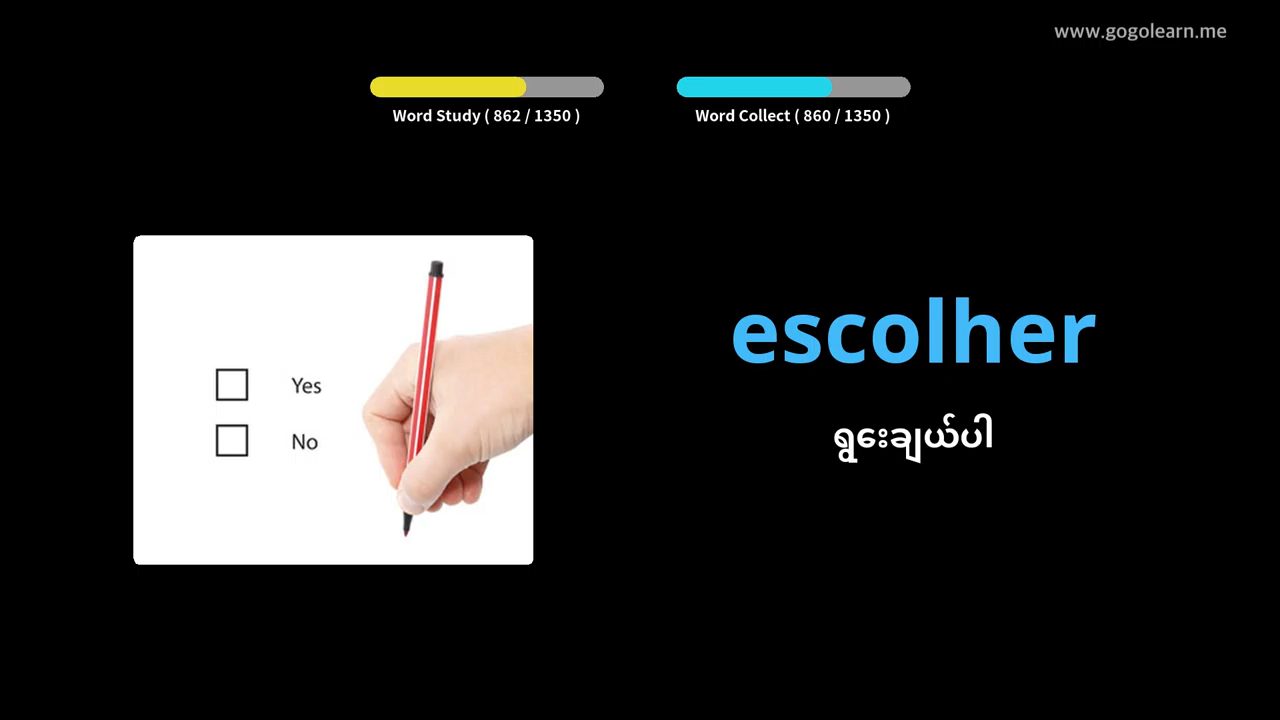 www.gogolearn.me
Word Study ( 862 / 1350 )
Word Collect ( 860 / 1350 )
Yes
No
escolher
ရွေးချယ်ပါ